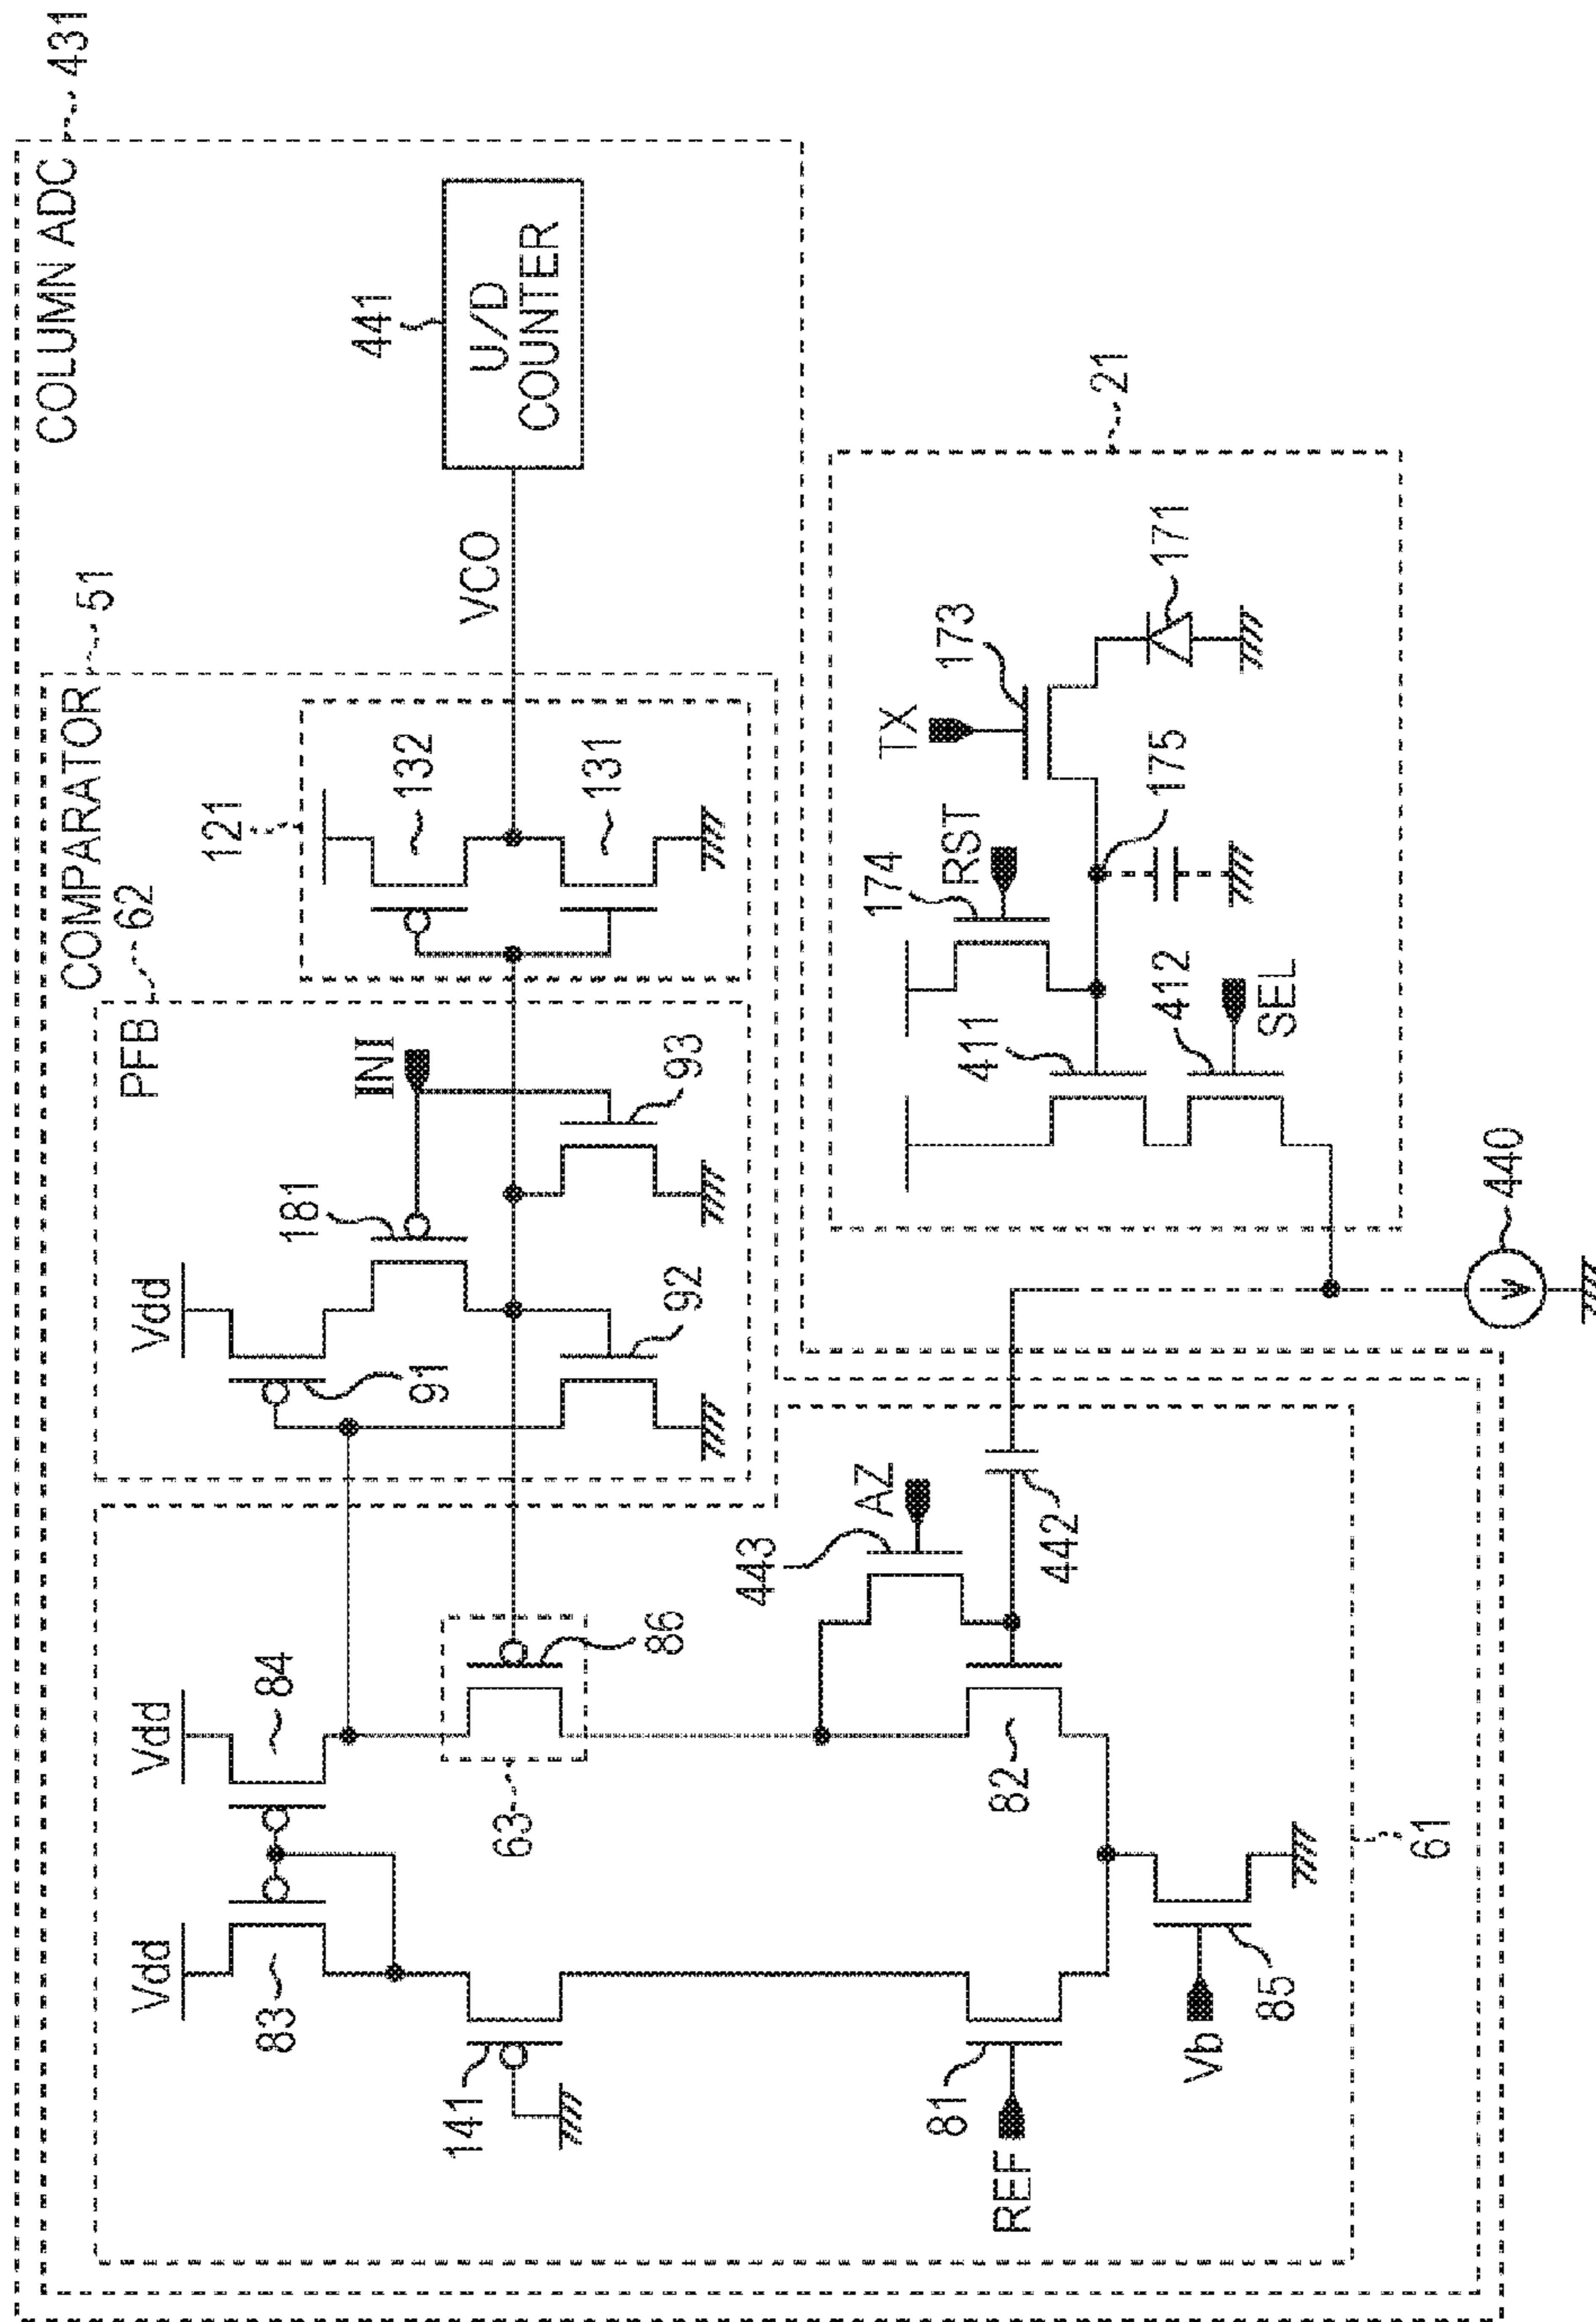 COLUMN ADC
431
COMPARATOR
51
PFB
62
121
441
U/D
COUNTER
VCO
132
131
Vdd
Vdd
Vdd
83
84
91
181
INI
92
93
63
86
141
443
AZ
442
REF
81
82
Vb
85
61
21
TX
173
171
174
RST
175
411
412
SEL
440